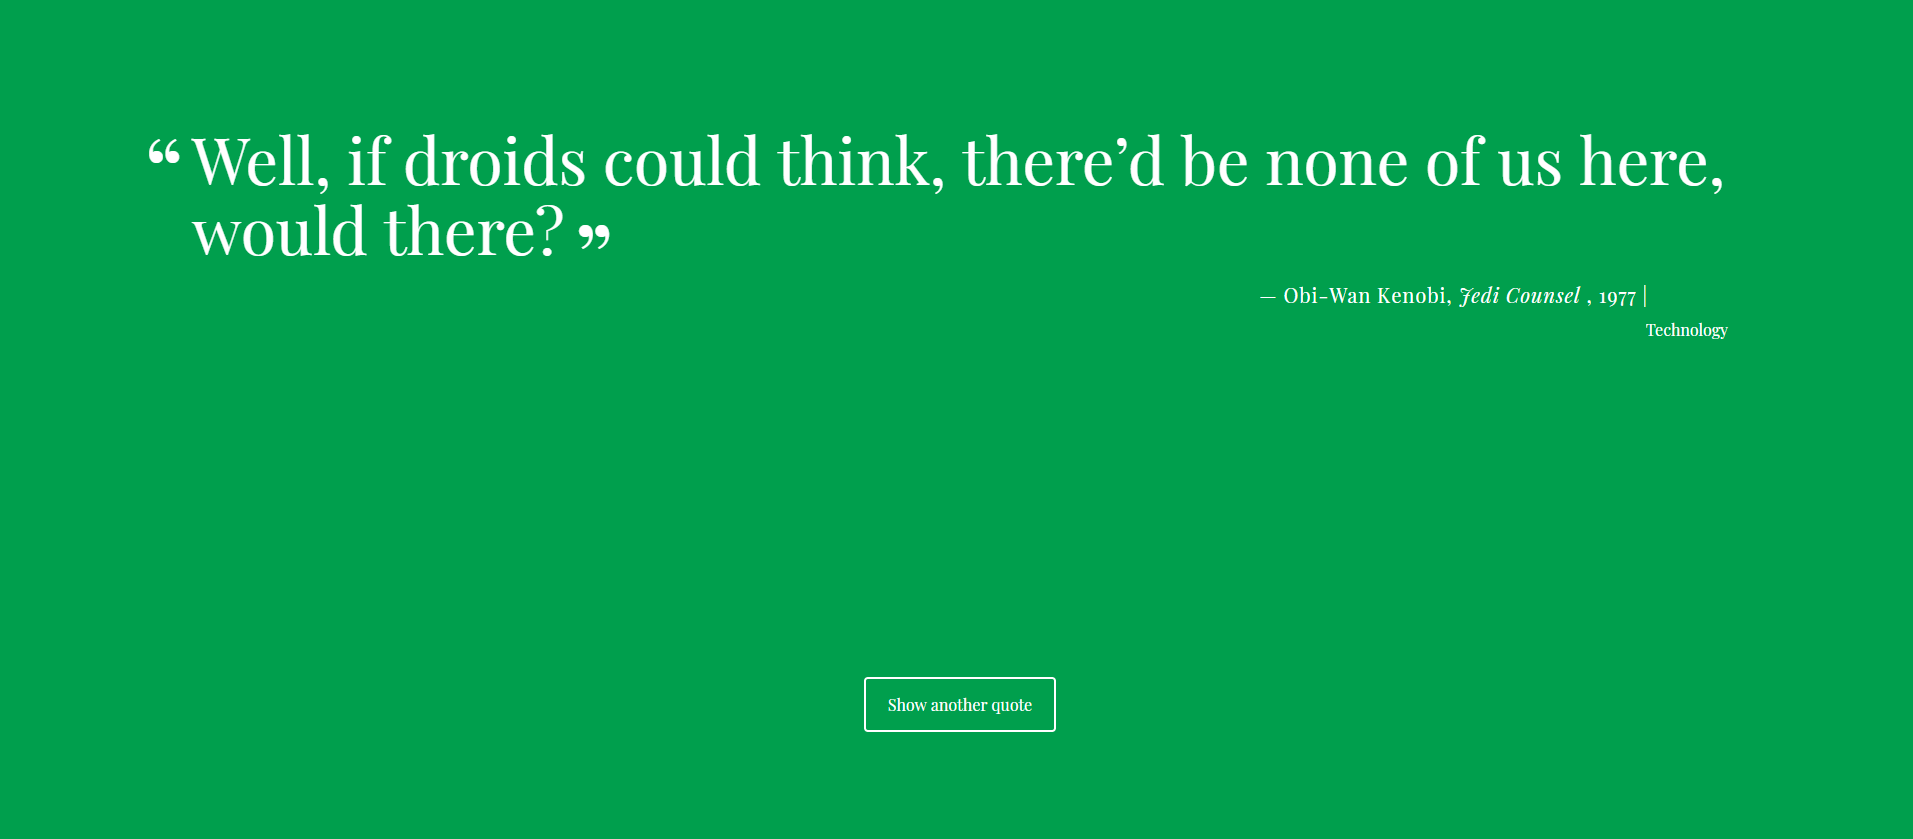 “ Well, if droids could think, there’d be none of us here,
would there? ”
— Obi-Wan Kenobi, Jedi Counsel , 1977 |
Technology
Show another quote